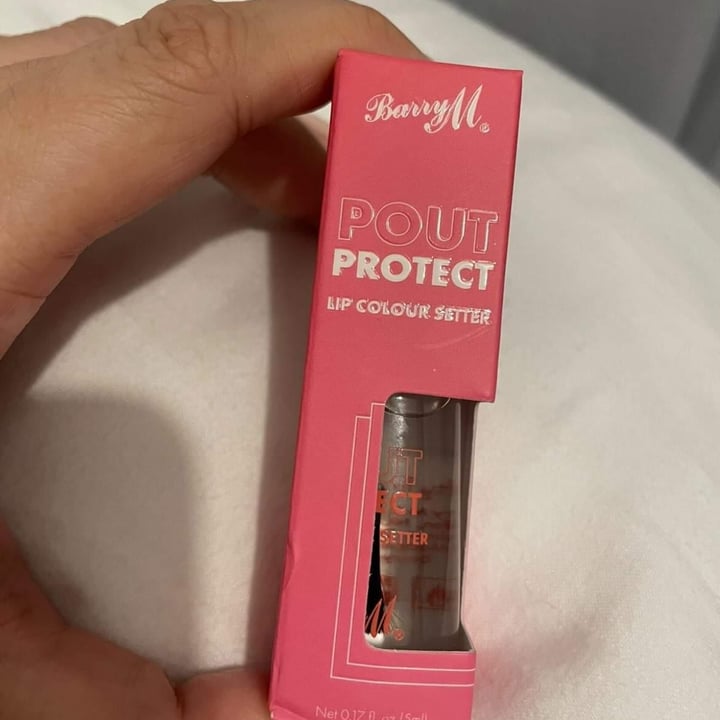 Barry M®
POUT
PROTECT
LIP COLOUR SETTER
UT
ECT
SETTER
M®
Net 0.17 fl. oz (5ml)